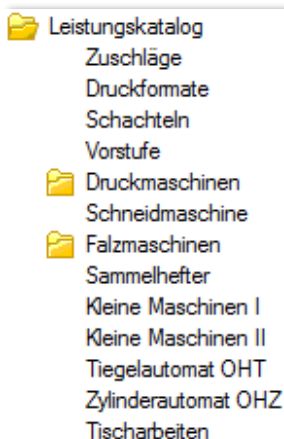 Leistungskatalog
Zuschläge
Druckformate
Schachteln
Vorstufe
Druckmaschinen
Schneidmaschine
Falzmaschinen
Sammelhefter
Kleine Maschinen I
Kleine Maschinen II
Tiegelautomat OHT
Zylinderautomat OHZ
Tischarbeiten